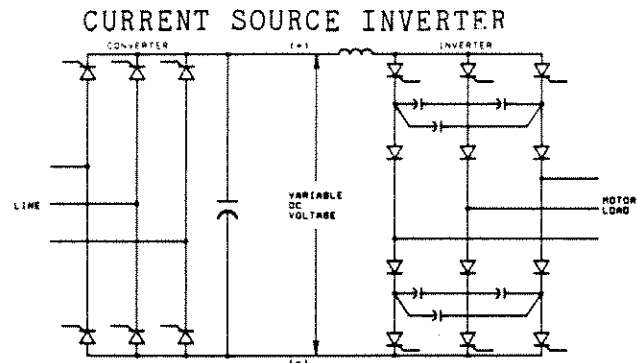 CURRENT SOURCE INVERTER
CONVERTER
(+)
INVERTER
LINE
VARIABLE
DC
VOLTAGE
MOTOR
LOAD